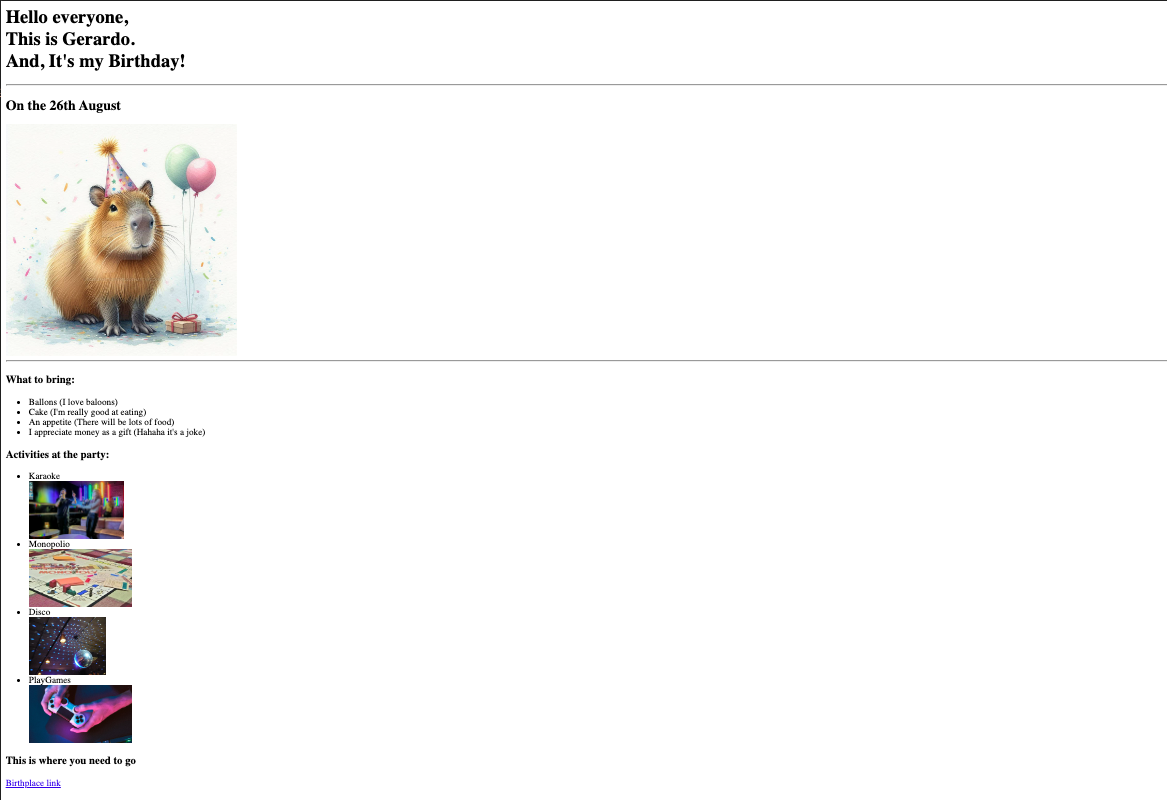 Hello everyone,
This is Gerardo.
And, It's my Birthday!
On the 26th August
What to bring:
Ballons (I love baloons)
Cake (I'm really good at eating)
An appetite (There will be lots of food)
I appreciate money as a gift (Hahaha it's a joke)
Activities at the party:
Karaoke
Monopolio
MONOPOLY
Disco
PlayGames
This is where you need to go
Birthplace link